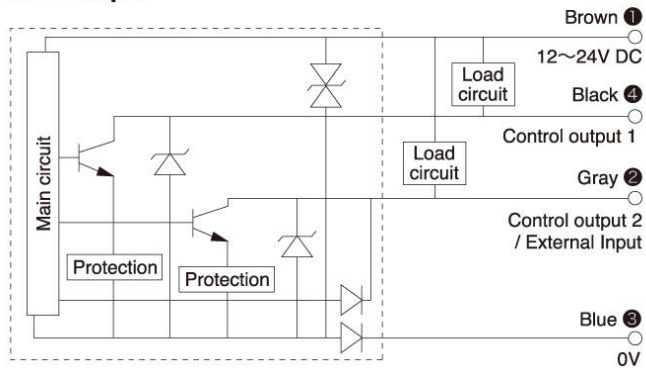 Brown ❶
12～24V DC
Load
circuit
Black ❹
Control output 1
Load
circuit
Gray ❷
Control output 2
/ External Input
Main circuit
Protection
Protection
Blue ❸
0V